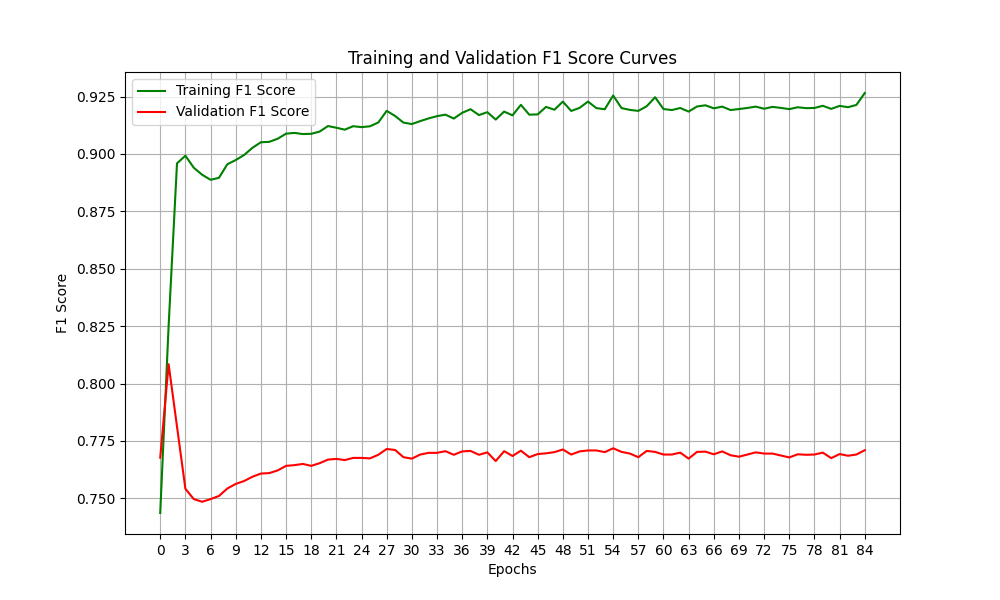 Training and Validation F1 Score Curves
Training F1 Score
Validation F1 Score
0.925
0.900
0.875
0.850
0.825
0.800
0.775
0.750
F1 Score
0 3 6 9 12 15 18 21 24 27 30 33 36 39 42 45 48 51 54 57 60 63 66 69 72 75 78 81 84
Epochs